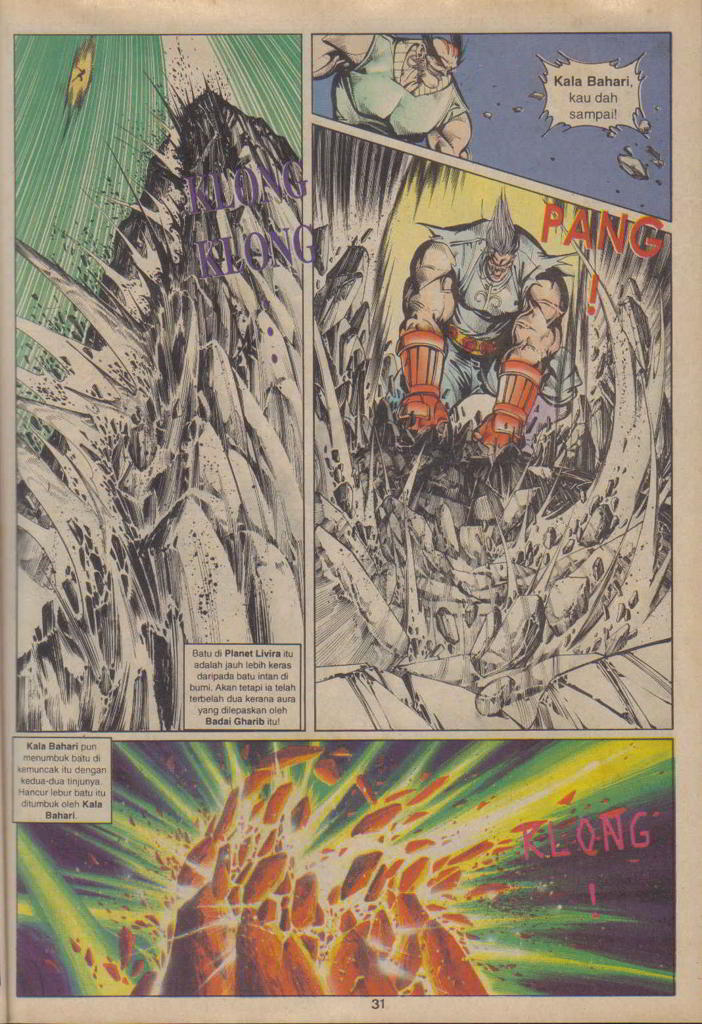 KLONG
KLONG
!
Batu di Planet Livira itu
adalah jauh lebih keras
daripada batu intan di
bumi. Akan tetapi ia telah
terbelah dua kerana aura
yang dilepaskan oleh
Badai Gharib itu!
Kala Bahari,
kau dah
sampai!
PANG
!
Kala Bahari pun
menumbuk batu di
kemuncak itu dengan
kedua-dua tinjunya.
Hancur lebur batu itu
ditumbuk oleh Kala
Bahari.
KLONG
!
31